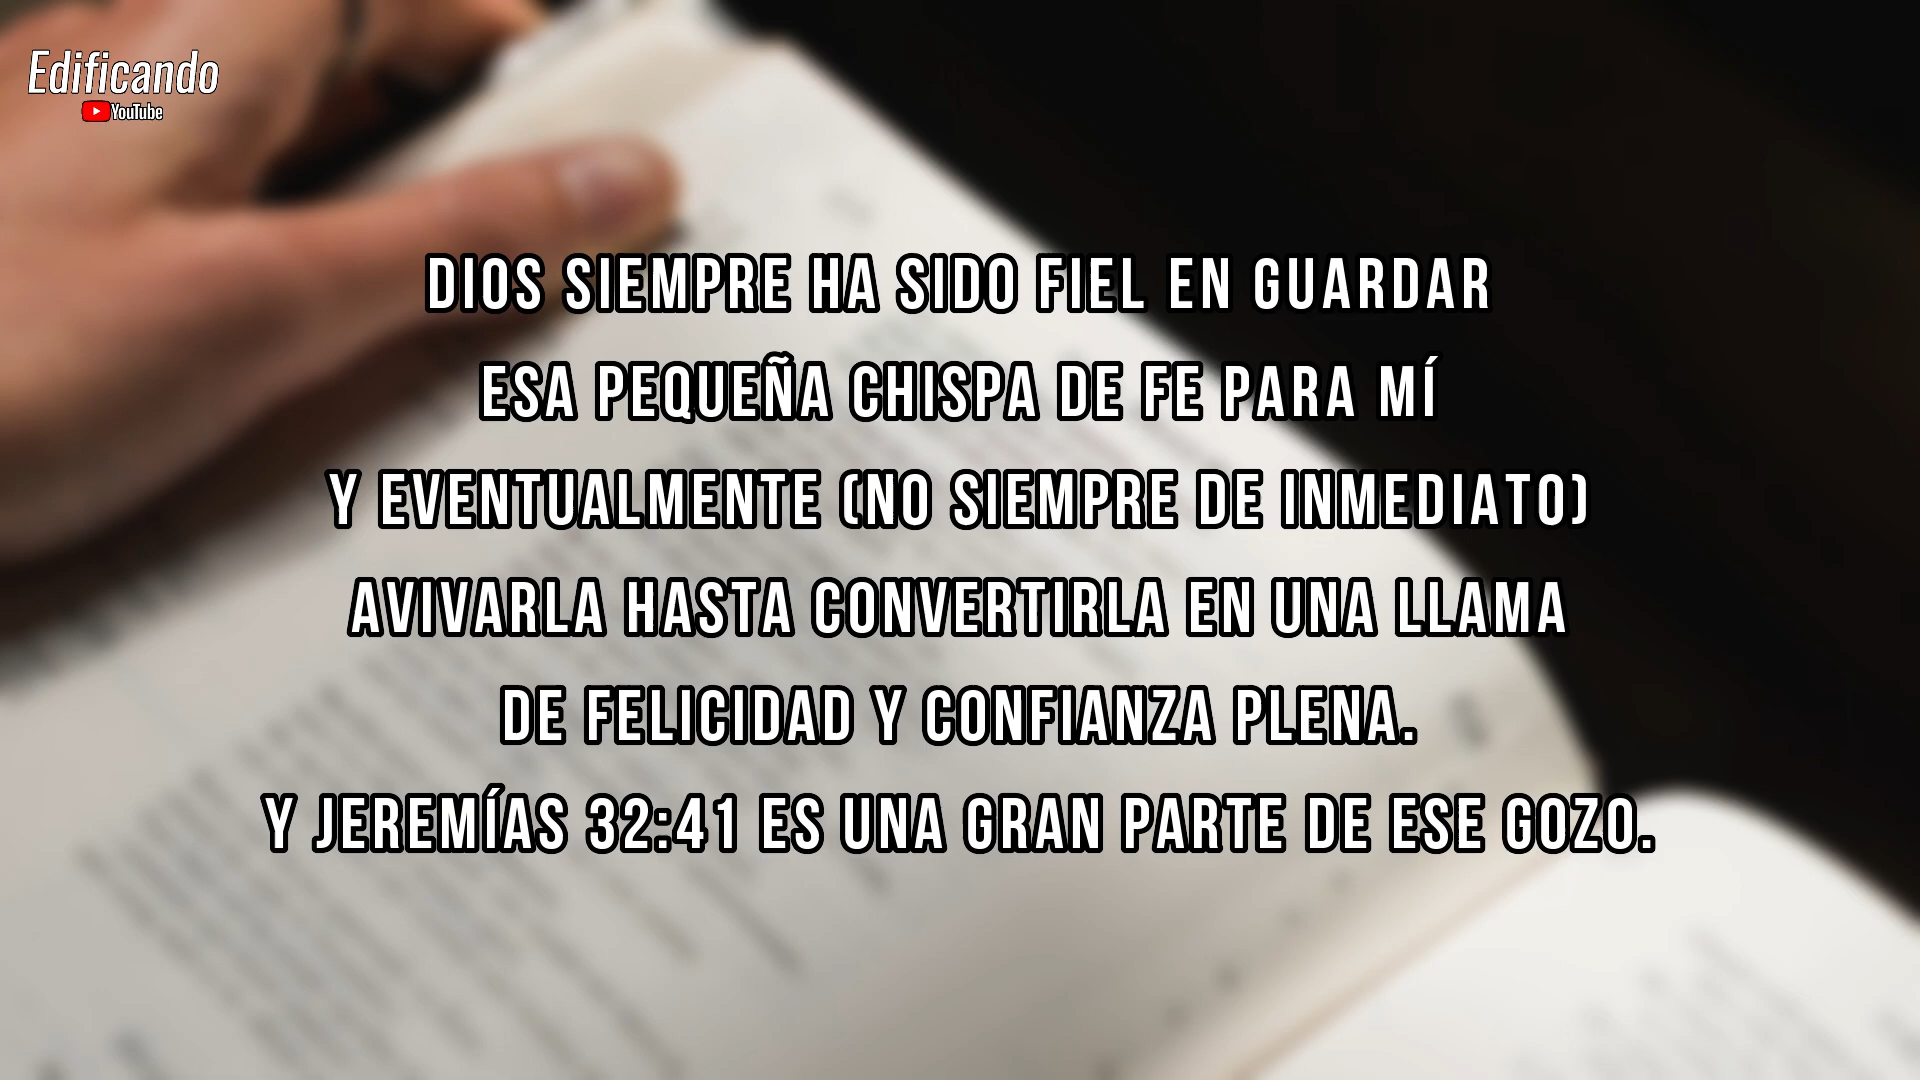 Edificando
YouTube
DIOS SIEMPRE HA SIDO FIEL EN GUARDAR
ESA PEQUEÑA CHISPA DE FE PARA MÍ
Y EVENTUALMENTE (NO SIEMPRE DE INMEDIATO)
AVIVARLA HASTA CONVERTIRLA EN UNA LLAMA
DE FELICIDAD Y CONFIANZA PLENA.
Y JEREMÍAS 32:41 ES UNA GRAN PARTE DE ESE GOZO.